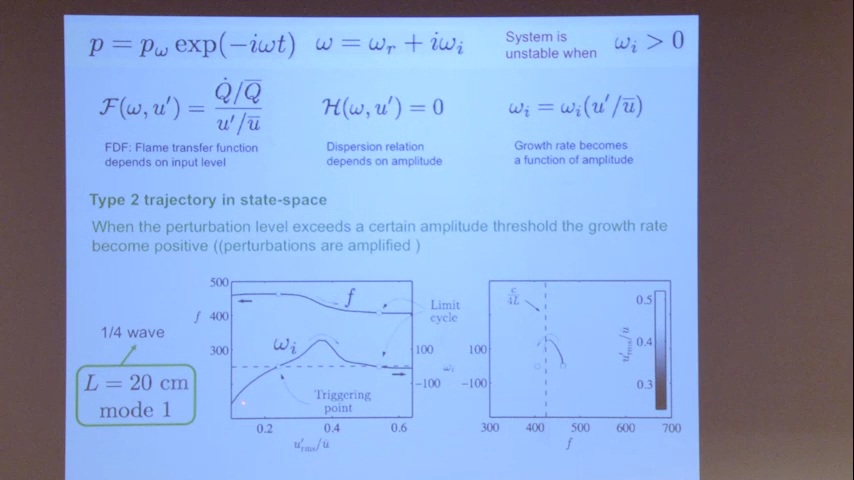 p = p_ω exp(−iωt) ω = ω_r + iω_i System is unstable when ω_i > 0
F(ω, u′) = (Q̇/Q̅)/(u′/u̅) H(ω, u′) = 0 ω_i = ω_i(u′/u̅)
FDF: Flame transfer function
depends on input level
Dispersion relation
depends on amplitude
Growth rate becomes
a function of amplitude
Type 2 trajectory in state-space
When the perturbation level exceeds a certain amplitude threshold the growth rate
become positive ((perturbations are amplified )
1/4 wave
L = 20 cm
mode 1
500
f 400
300
f
ω_i
Limit
cycle
Triggering
point
100
ω_i
−100
0.2 0.4 0.6
u′_rms/u̅
c/4L
100
−100
300 400 500 600 700
f
0.5
0.4
0.3
u′_rms/u̅